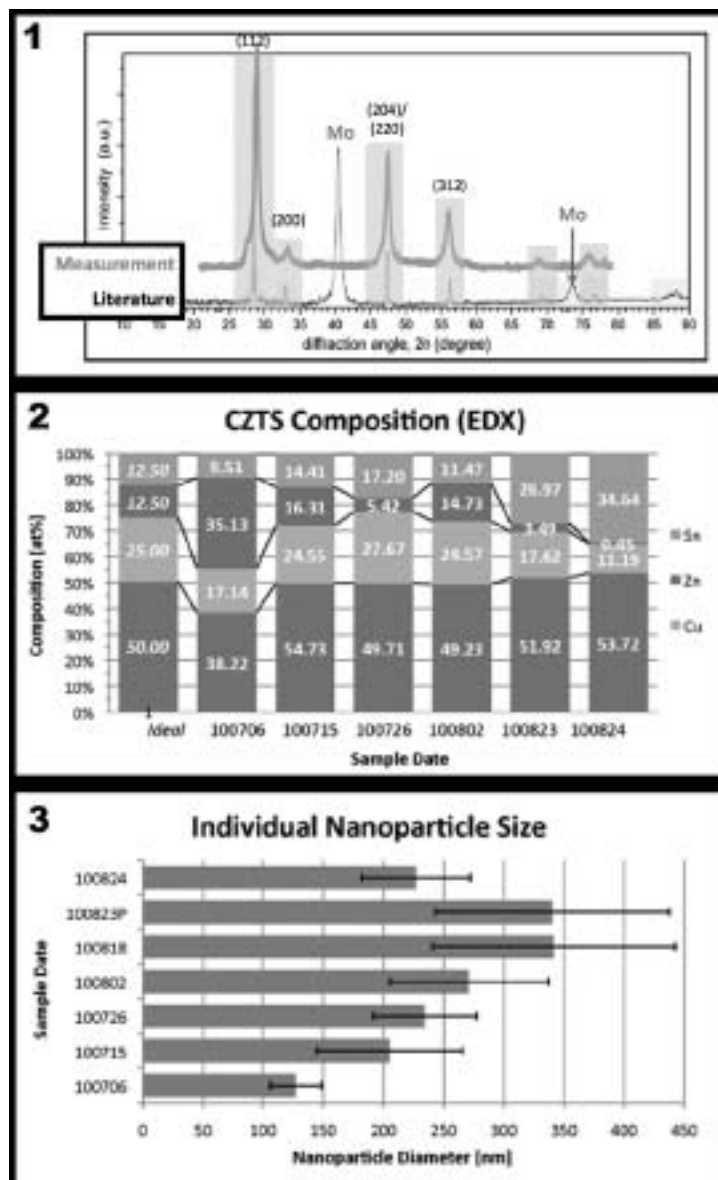 1
(112)
(204)/
(220)
Mo
(312)
(200)
Mo
Intensity (a.u.)
Measurement
Literature
10 15 20 25 30 35 40 45 50 55 60 65 70 75 80 85 90
diffraction angle, (degree)
2
CZTS Composition (EDX)
100%
90%
80%
70%
60%
50%
40%
30%
20%
10%
0%
Composition [at%]
12.50 14.41 17.20 11.47 34.64
12.50 35.13 16.31 5.42 14.73 0.45
25.00 17.14 24.55 27.67 17.62 11.19
50.00 38.22 54.73 49.71 49.23 51.92 53.72
Sn
Zn
Cu
Ideal 100706 100715 100726 100802 100823 100824
Sample Date
3
Individual Nanoparticle Size
Sample Date
100824
100823P
100818
100802
100726
100715
100706
0 50 100 150 200 250 300 350 400 450
Nanoparticle Diameter [nm]